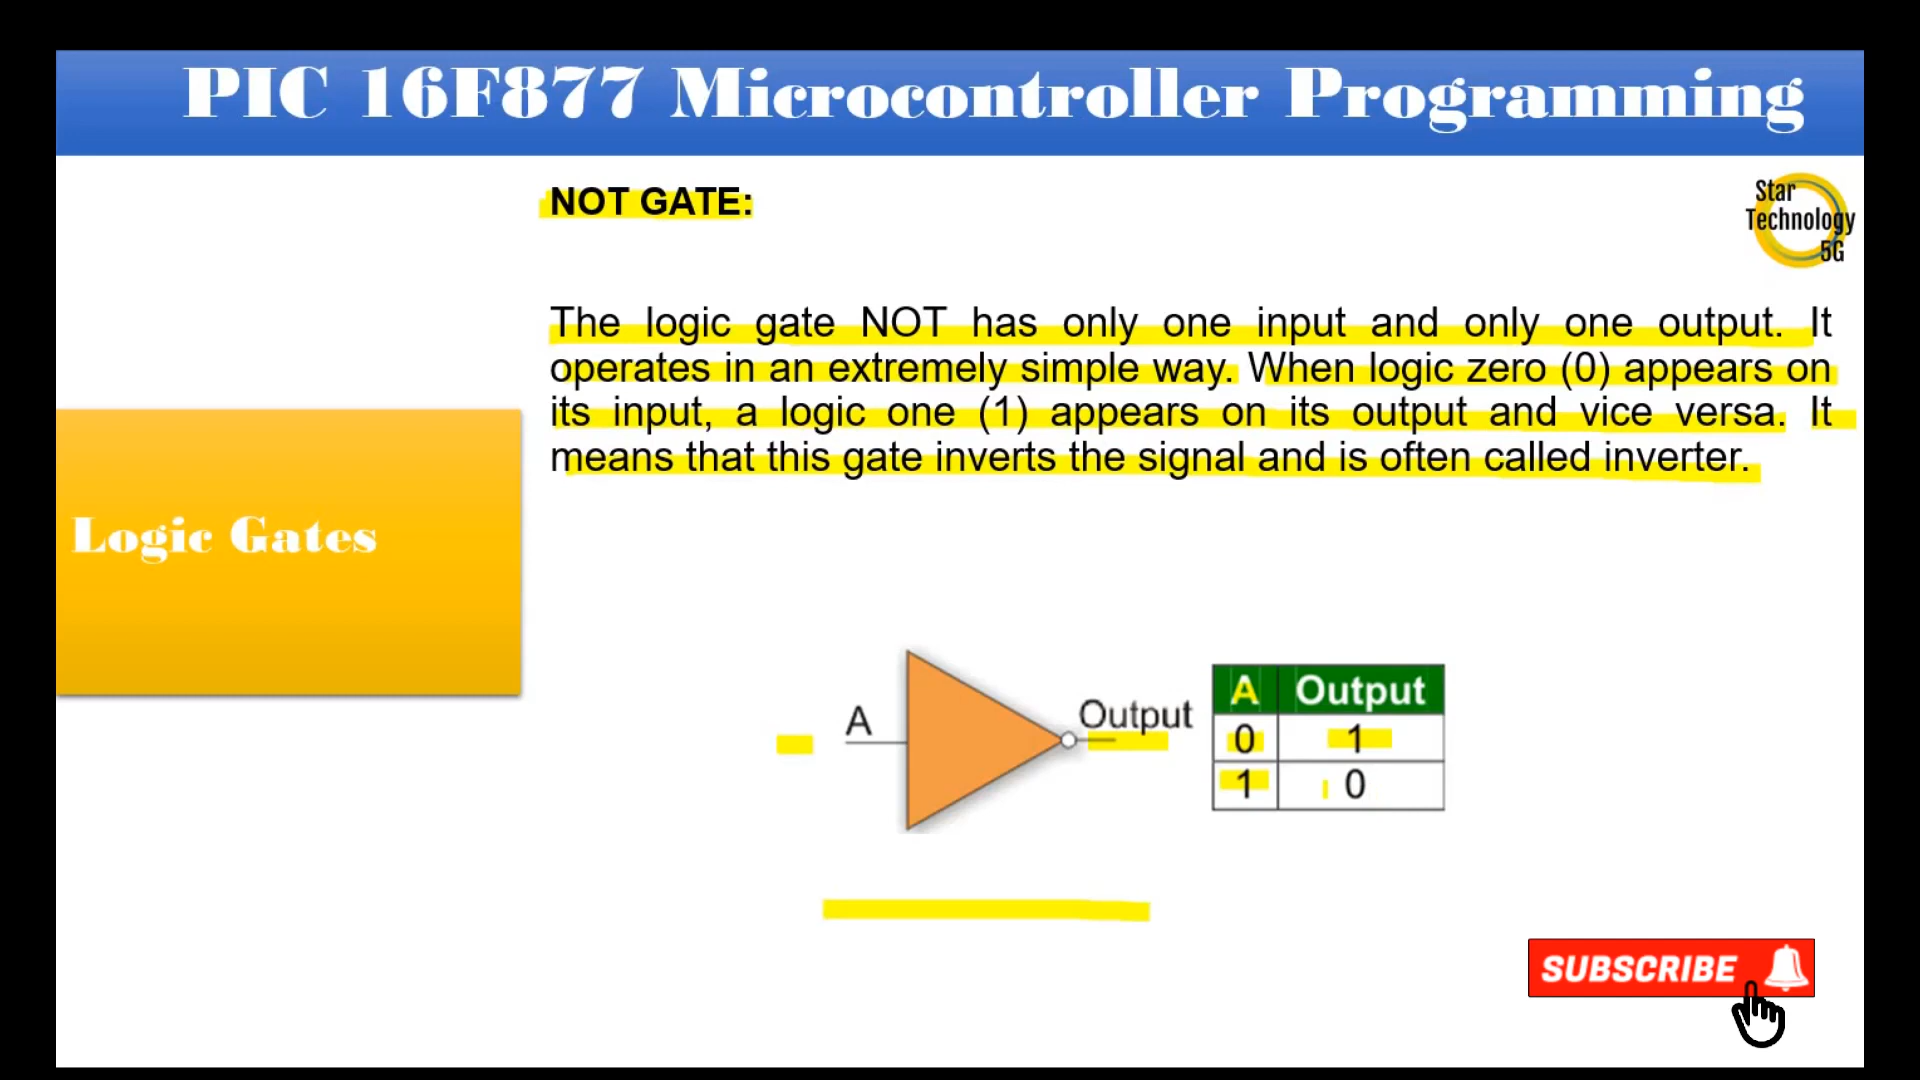 PIC 16F877 Microcontroller Programming
NOT GATE:
Star
Technology
5G
The logic gate NOT has only one input and only one output. It
operates in an extremely simple way. When logic zero (0) appears on
its input, a logic one (1) appears on its output and vice versa. It
means that this gate inverts the signal and is often called inverter.
Logic Gates
A
Output
A Output
0 1
1 0
SUBSCRIBE